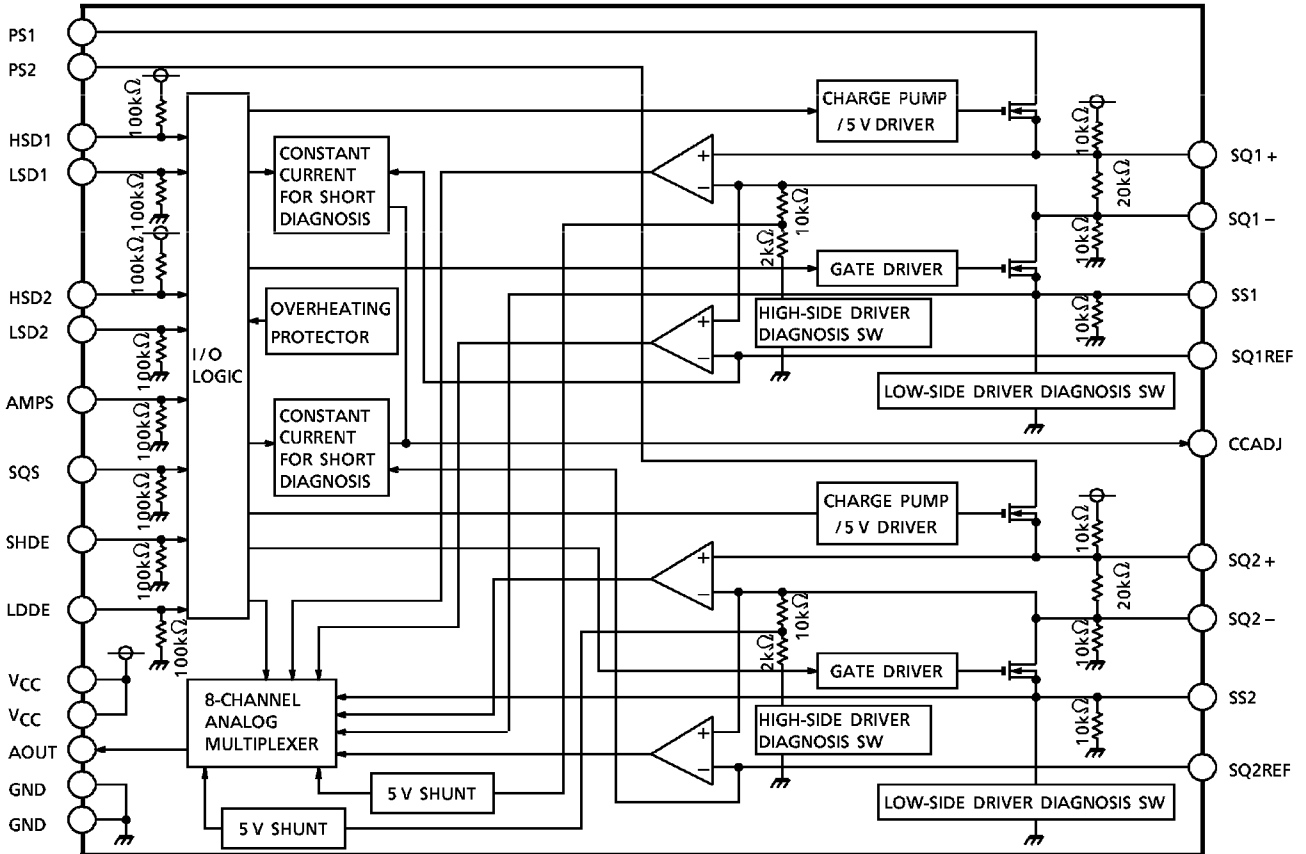 PS1
PS2
HSD1
LSD1
HSD2
LSD2
AMPS
SQS
SHDE
LDDE
VCC
VCC
AOUT
GND
GND
100kΩ
100kΩ
100kΩ
100kΩ
100kΩ
100kΩ
100kΩ
100kΩ
I/O
LOGIC
CONSTANT
CURRENT
FOR SHORT
DIAGNOSIS
OVERHEATING
PROTECTOR
CONSTANT
CURRENT
FOR SHORT
DIAGNOSIS
8-CHANNEL
ANALOG
MULTIPLEXER
5 V SHUNT
5 V SHUNT
CHARGE PUMP
/ 5 V DRIVER
+
−
10kΩ
2kΩ
GATE DRIVER
HIGH-SIDE DRIVER
DIAGNOSIS SW
+
−
LOW-SIDE DRIVER DIAGNOSIS SW
10kΩ
20kΩ
10kΩ
10kΩ
CHARGE PUMP
/ 5 V DRIVER
+
−
10kΩ
2kΩ
GATE DRIVER
HIGH-SIDE DRIVER
DIAGNOSIS SW
+
−
LOW-SIDE DRIVER DIAGNOSIS SW
10kΩ
20kΩ
10kΩ
10kΩ
SQ1+
SQ1−
SS1
SQ1REF
CCADJ
SQ2+
SQ2−
SS2
SQ2REF